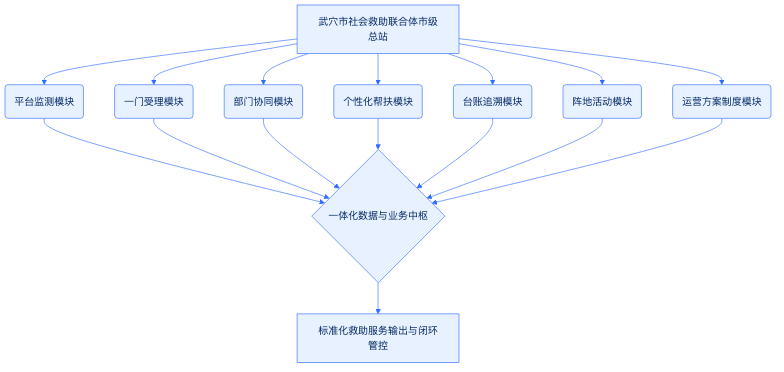 武穴市社会救助联合体市级
总站
平台监测模块
一门受理模块
部门协同模块
个性化帮扶模块
台账追溯模块
阵地活动模块
运营方案制度模块
一体化数据与业务中枢
标准化救助服务输出与闭环
管控